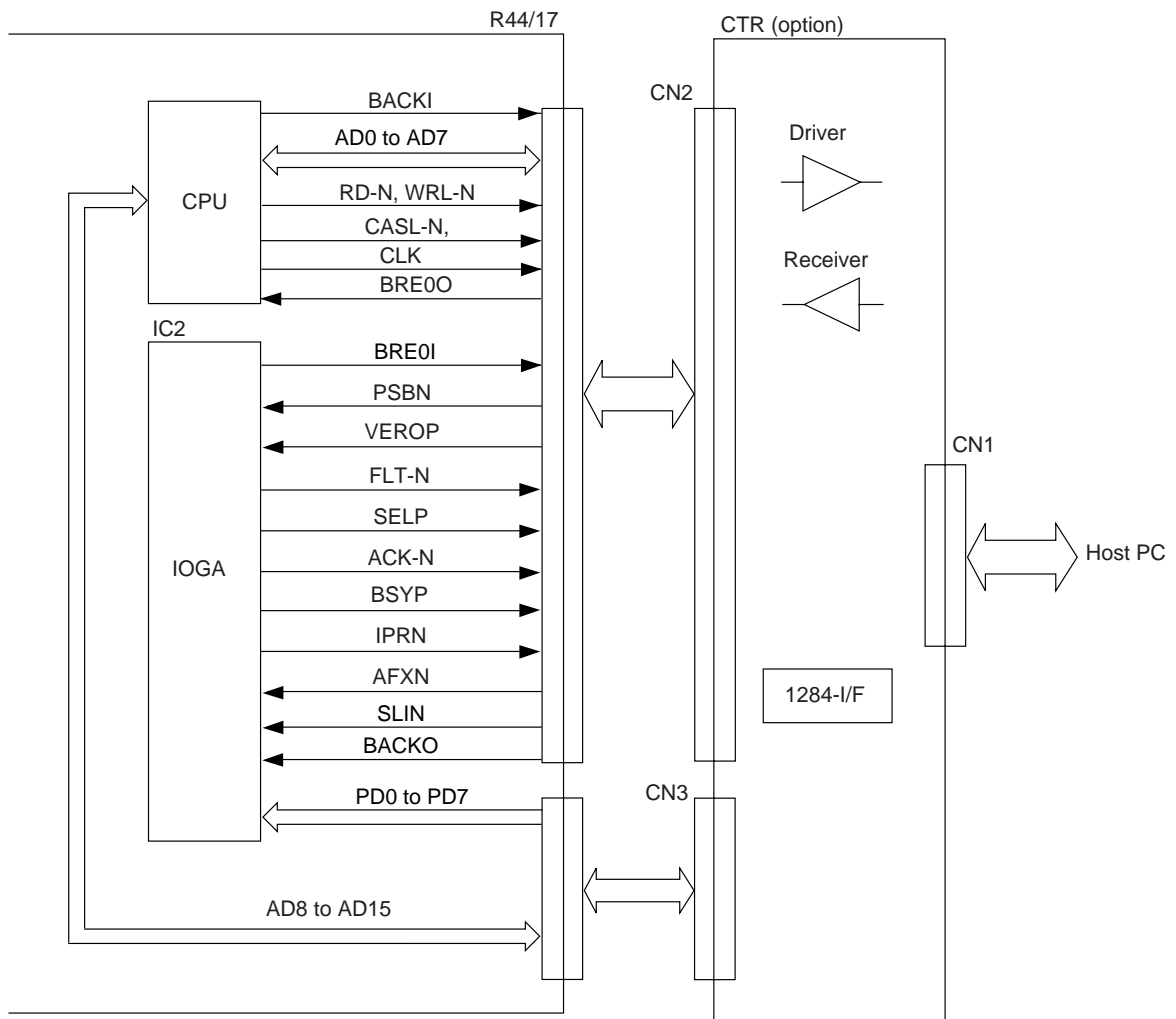 R44/17
CTR (option)
CN2
BACKI
AD0 to AD7
Driver
CPU
RD-N, WRL-N
CASL-N,
CLK
Receiver
BRE0O
IC2
BRE0I
PSBN
VEROP
CN1
FLT-N
SELP
IOGA
ACK-N
Host PC
BSYP
IPRN
AFXN
1284-I/F
SLIN
BACKO
PD0 to PD7
CN3
AD8 to AD15